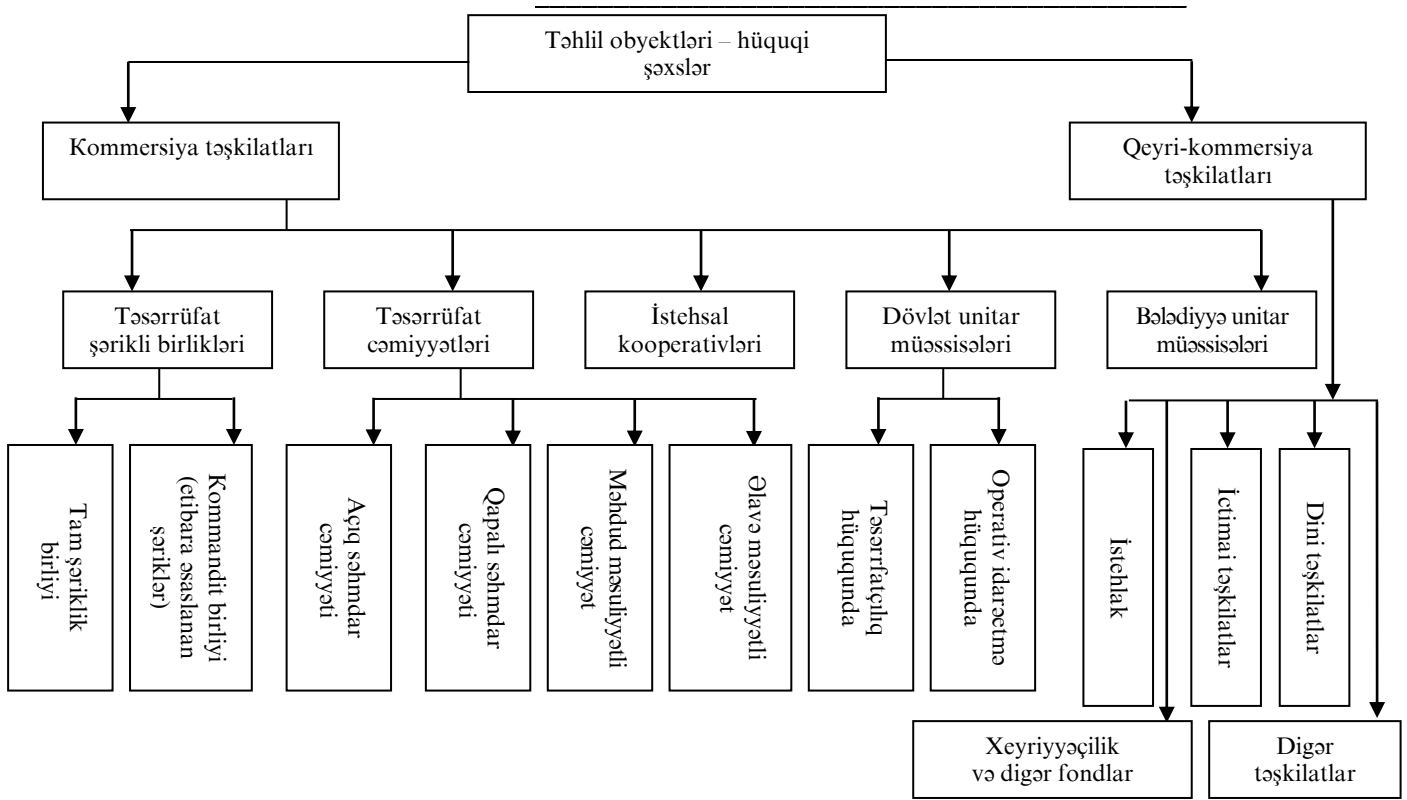 Təhlil obyektləri – hüquqi
şəxslər
Kommersiya təşkilatları
Qeyri-kommersiya
təşkilatları
Təsərrüfat
şərikli birlikləri
Təsərrüfat
cəmiyyətləri
İstehsal
kooperativləri
Dövlət unitar
müəssisələri
Bələdiyyə unitar
müəssisələri
Tam şəriklik
birliyi
Kommandit birliyi
(etibara əsaslanan
şəriklər)
Açıq səhmdar
cəmiyyəti
Qapalı səhmdar
cəmiyyəti
Məhdud məsuliyyətli
cəmiyyət
Əlavə məsuliyyətli
cəmiyyət
Təsərrfatçılıq
hüququnda
Operativ idarəetmə
hüququnda
İstehlak
İctimai təşkilatlar
Dini təşkilatlar
Xeyriyyəçilik
və digər fondlar
Digər
təşkilatlar